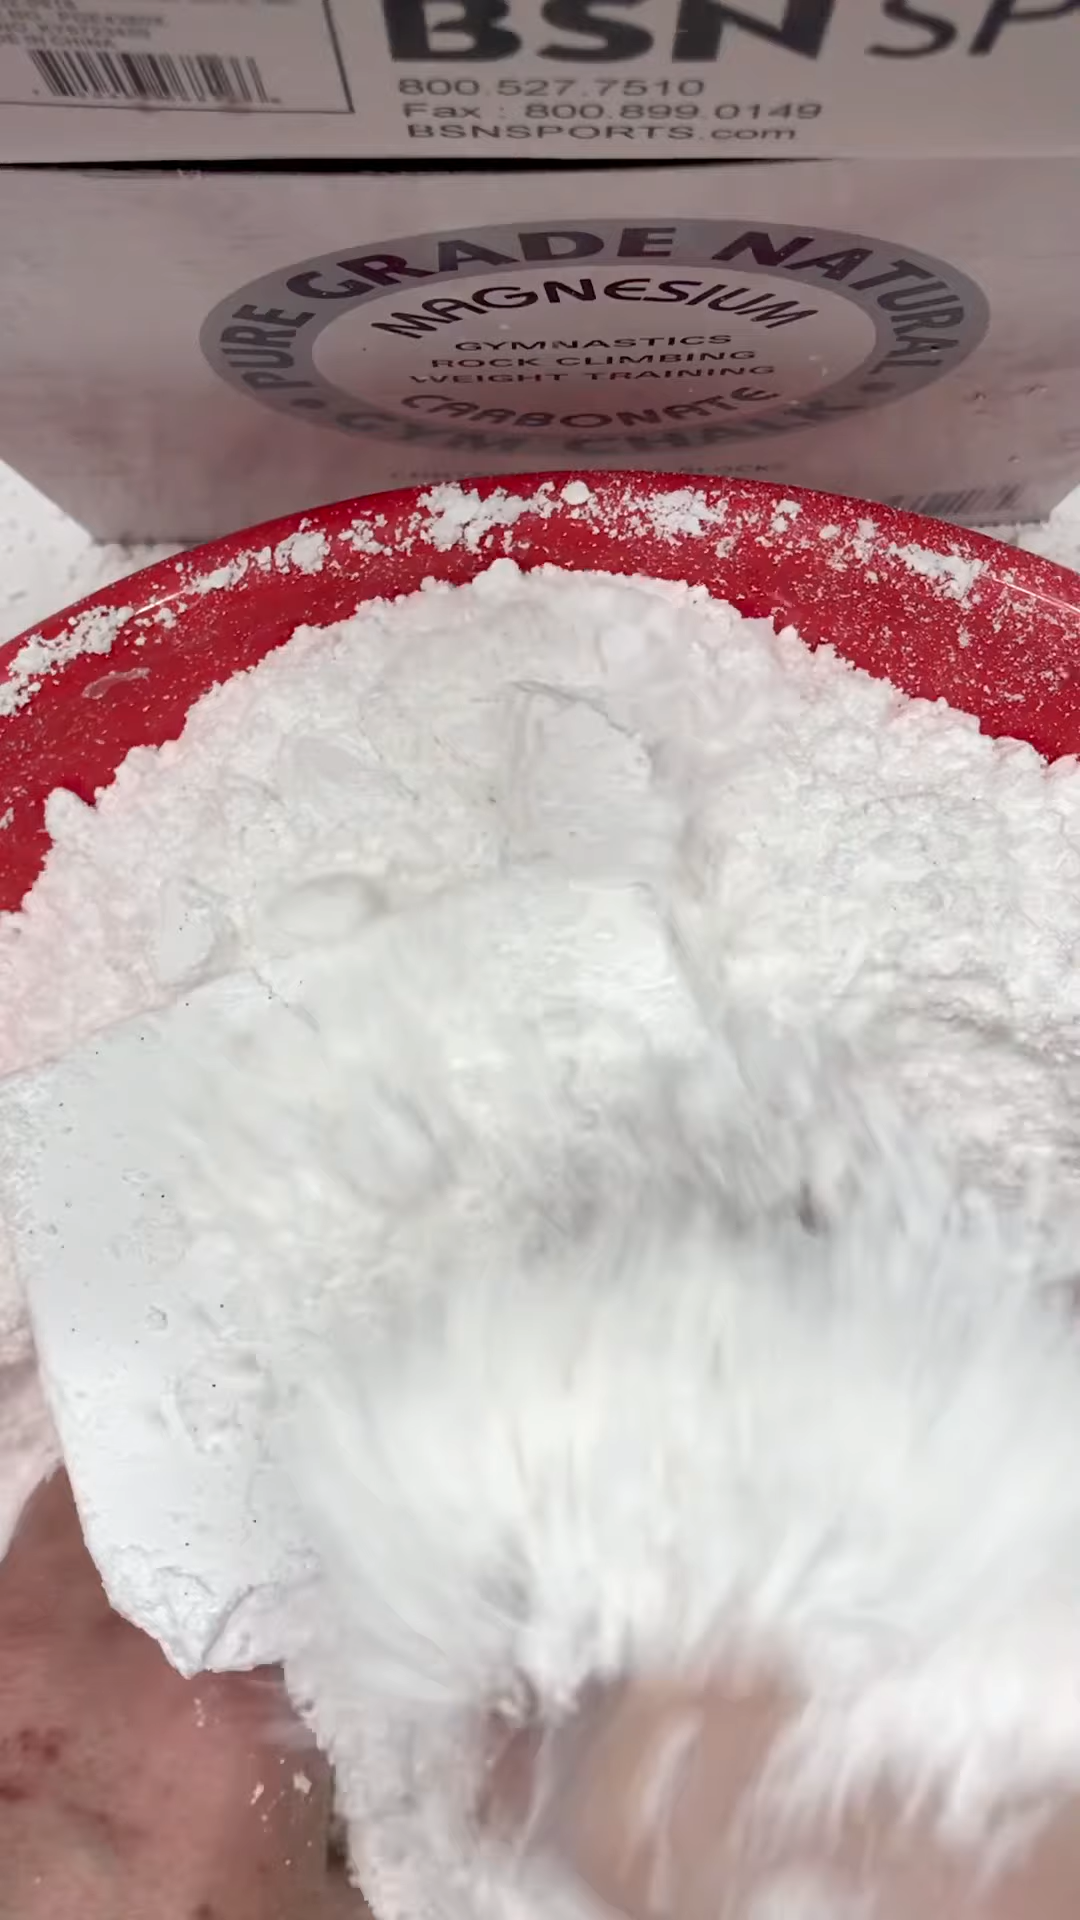 BSN SP
800.527.7510
Fax : 800.899.0149
BSNSPORTS.com
PURE GRADE NATURAL
MAGNESIUM
GYMNASTICS
ROCK CLIMBING
WEIGHT TRAINING
CARBONATE
GYM CHALK